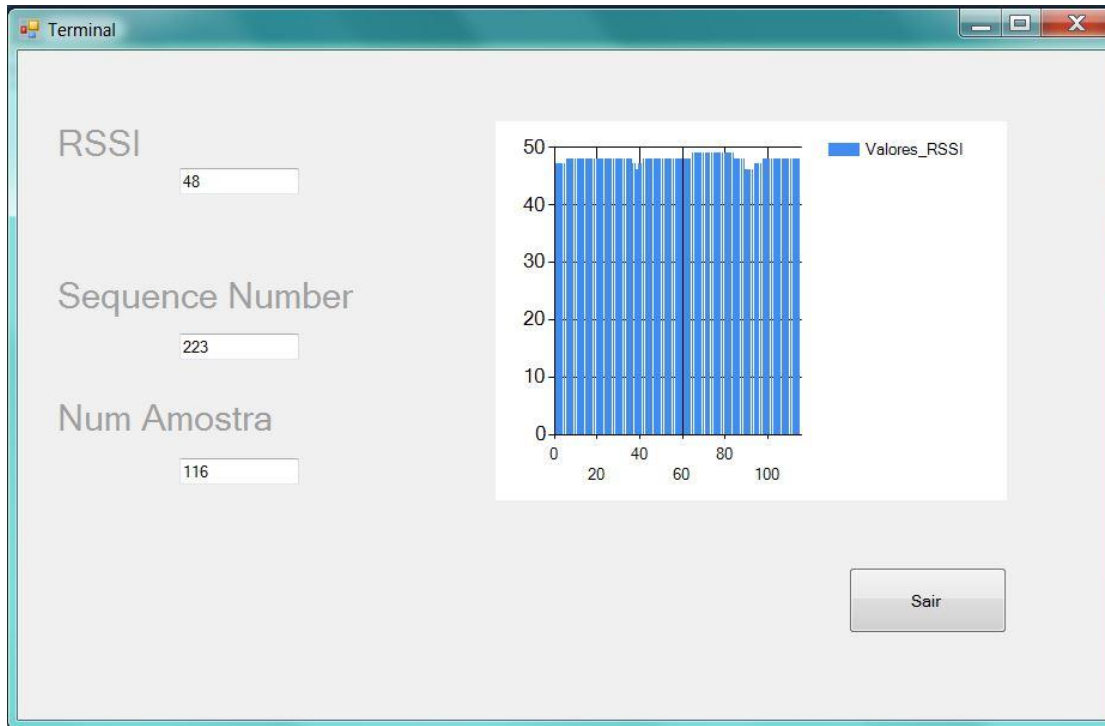 Terminal
RSSI
48
Sequence Number
223
Num Amostra
116
50
40
30
20
10
0
0 40 80
20 60 100
Valores_RSSI
Sair